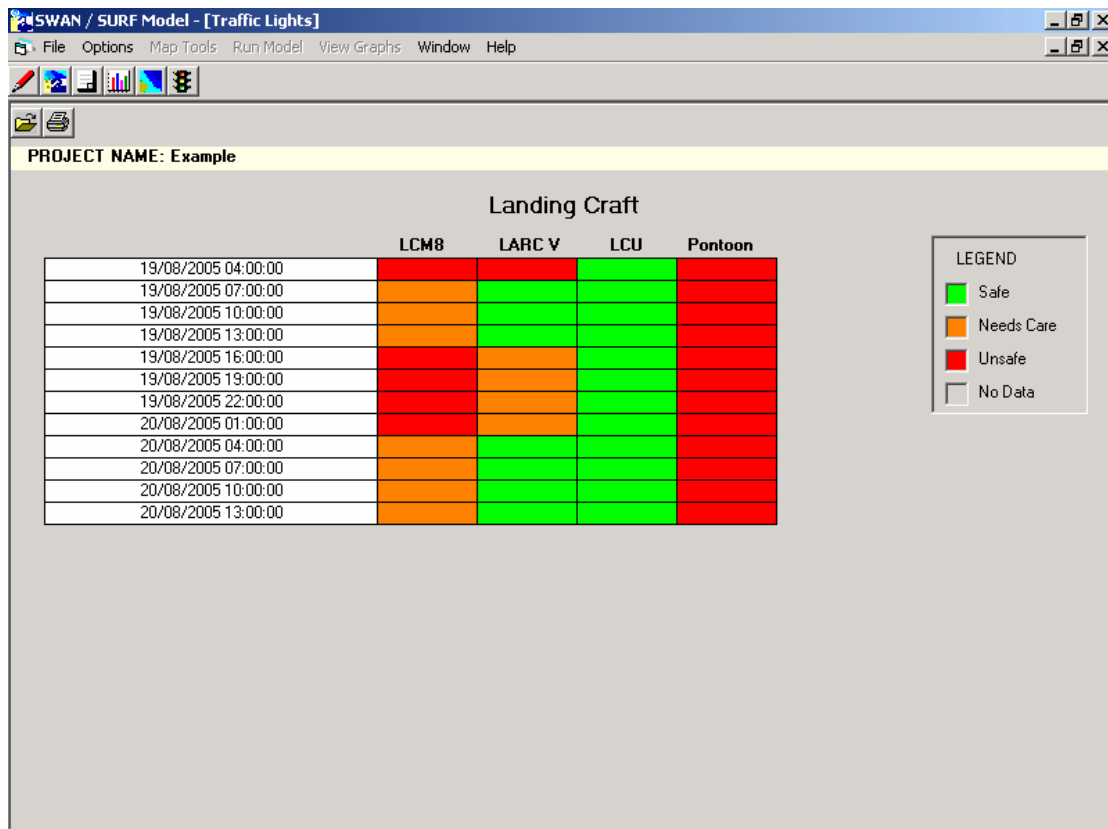 SWAN / SURF Model - [Traffic Lights]
File Options Map Tools Run Model View Graphs Window Help
PROJECT NAME: Example
Landing Craft
LCM8 LARC V LCU Pontoon
19/08/2005 04:00:00
19/08/2005 07:00:00
19/08/2005 10:00:00
19/08/2005 13:00:00
19/08/2005 16:00:00
19/08/2005 19:00:00
19/08/2005 22:00:00
20/08/2005 01:00:00
20/08/2005 04:00:00
20/08/2005 07:00:00
20/08/2005 10:00:00
20/08/2005 13:00:00
LEGEND
Safe
Needs Care
Unsafe
No Data